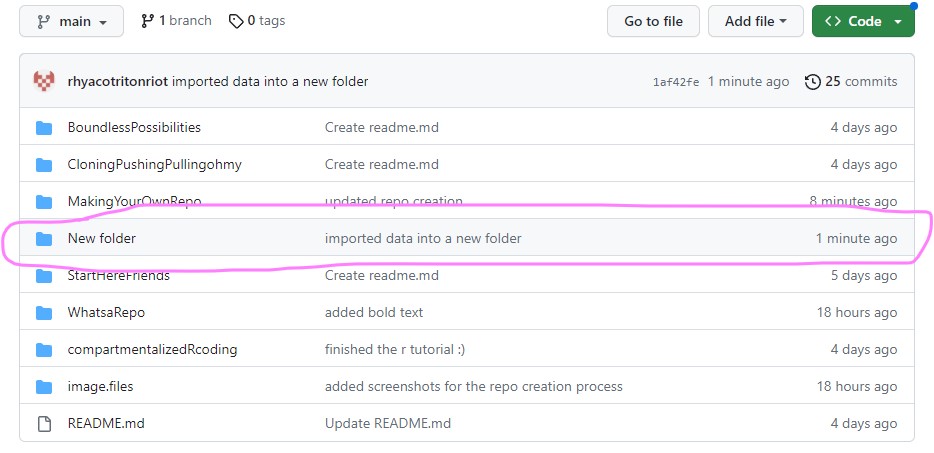 main 1 branch 0 tags Go to file Add file <> Code
rhyacotritonriot imported data into a new folder 1af42fe 1 minute ago 25 commits
BoundlessPossibilities Create readme.md 4 days ago
CloningPushingPullingohmy Create readme.md 4 days ago
MakingYourOwnRepo updated repo creation 8 minutes ago
New folder imported data into a new folder 1 minute ago
StartHereFriends Create readme.md 5 days ago
WhatsaRepo added bold text 18 hours ago
compartmentalizedRcoding finished the r tutorial :) 4 days ago
image.files added screenshots for the repo creation process 18 hours ago
README.md Update README.md 4 days ago